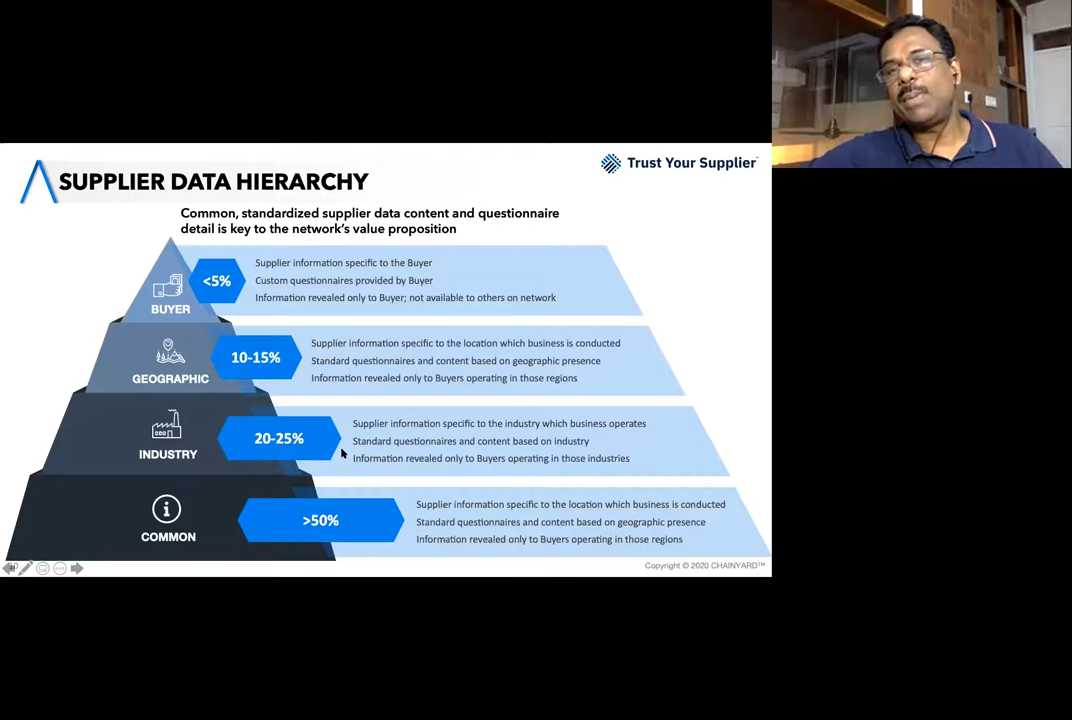 Trust Your Supplier
SUPPLIER DATA HIERARCHY
Common, standardized supplier data content and questionnaire
detail is key to the network's value proposition
<5%
BUYER
Supplier information specific to the Buyer
Custom questionnaires provided by Buyer
Information revealed only to Buyer; not available to others on network
10-15%
GEOGRAPHIC
Supplier information specific to the location which business is conducted
Standard questionnaires and content based on geographic presence
Information revealed only to Buyers operating in those regions
20-25%
INDUSTRY
Supplier information specific to the industry which business operates
Standard questionnaires and content based on industry
Information revealed only to Buyers operating in those industries
>50%
COMMON
Supplier information specific to the location which business is conducted
Standard questionnaires and content based on geographic presence
Information revealed only to Buyers operating in those regions
Copyright © 2020 CHAINYARD™